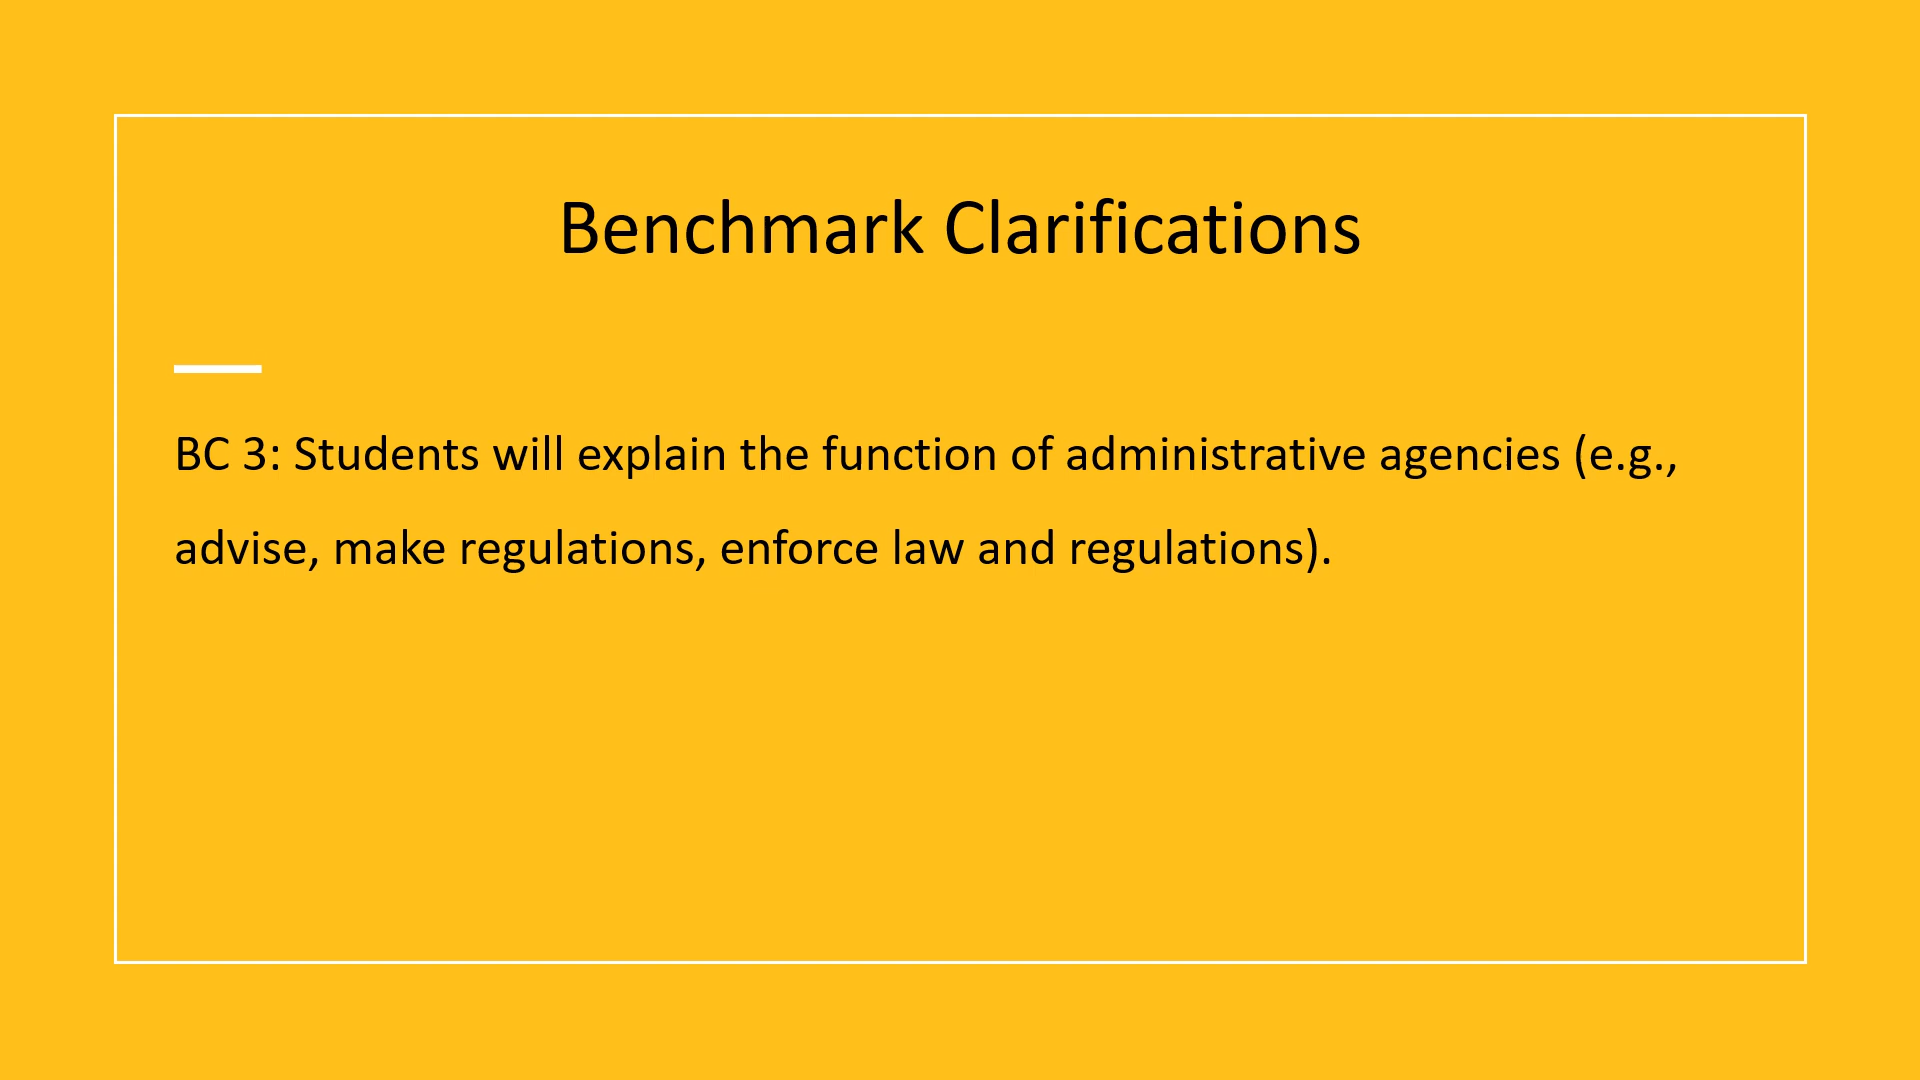 Benchmark Clarifications
BC 3: Students will explain the function of administrative agencies (e.g.,
advise, make regulations, enforce law and regulations).